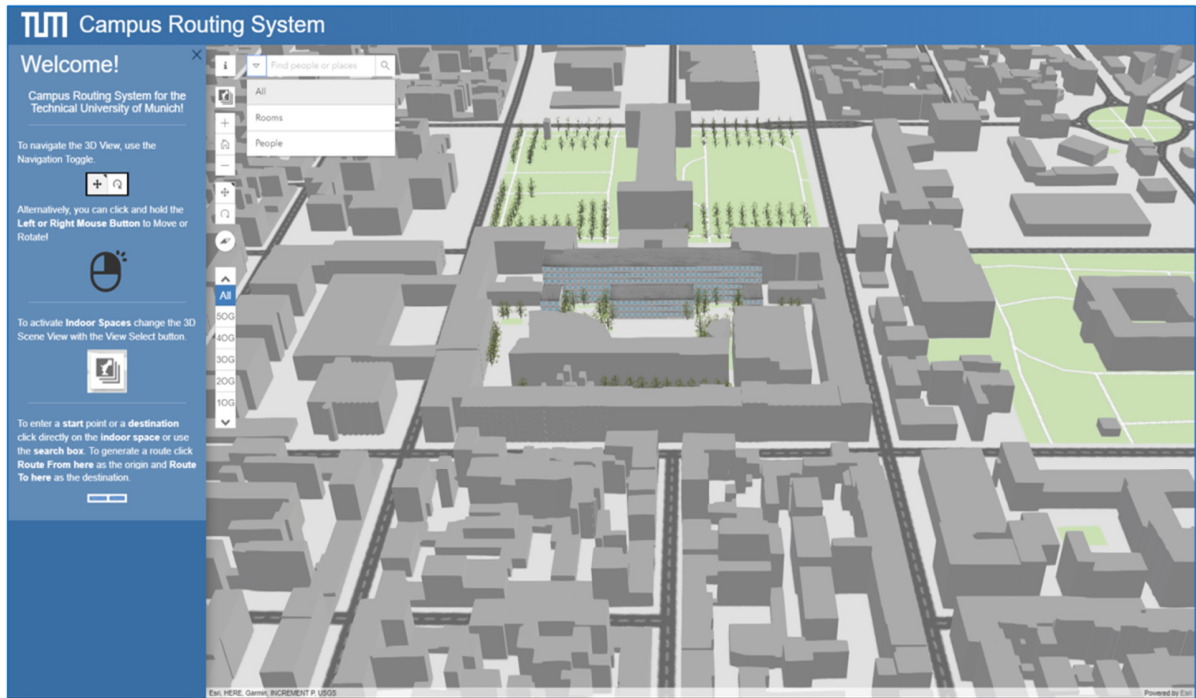 TUM Campus Routing System
Welcome!
Campus Routing System for the
Technical University of Munich!
To navigate the 3D View, use the
Navigation Toggle.
Alternatively, you can click and hold the
Left or Right Mouse Button to Move or
Rotate!
To activate Indoor Spaces change the 3D
Scene View with the View Select button.
To enter a start point or a destination
click directly on the indoor space or use
the search box. To generate a route click
Route From here as the origin and Route
To here as the destination.
Find people or places
All
Rooms
People
All
5OG
4OG
3OG
2OG
1OG
Esri, HERE, Garmin, INCREMENT P, USGS
Powered by Esri